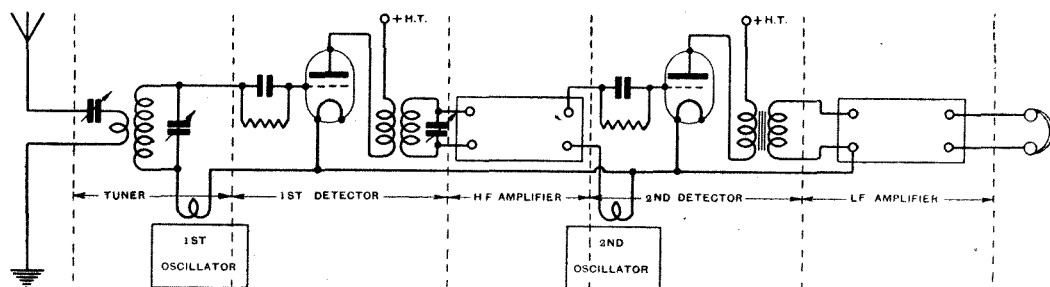 + H.T.
+ H.T.
TUNER
1ST DETECTOR
HF AMPLIFIER
2ND DETECTOR
LF AMPLIFIER
1ST
OSCILLATOR
2ND
OSCILLATOR